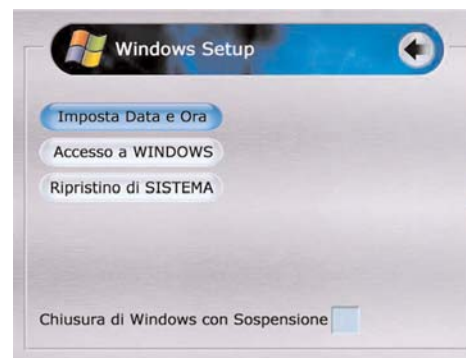 Windows Setup
Imposta Data e Ora
Accesso a WINDOWS
Ripristino di SISTEMA
Chiusura di Windows con Sospensione